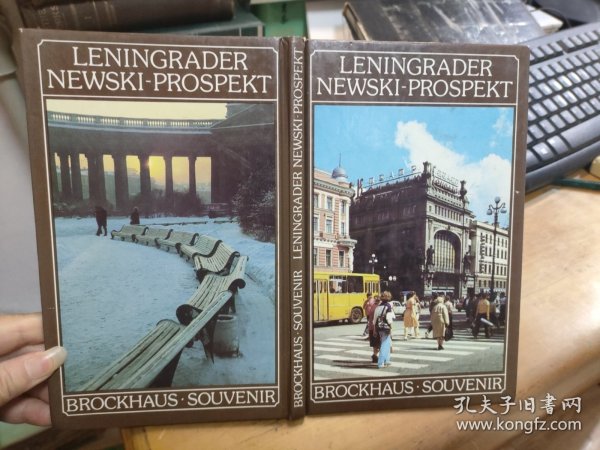 LENINGRADER
NEWSKI-PROSPEKT
BROCKHAUS · SOUVENIR
BROCKHAUS · SOUVENIR LENINGRADER NEWSKI-PROSPEKT
LENINGRADER
NEWSKI-PROSPEKT
BROCKHAUS · SOUVENIR
孔夫子旧书网
www.kongfz.com